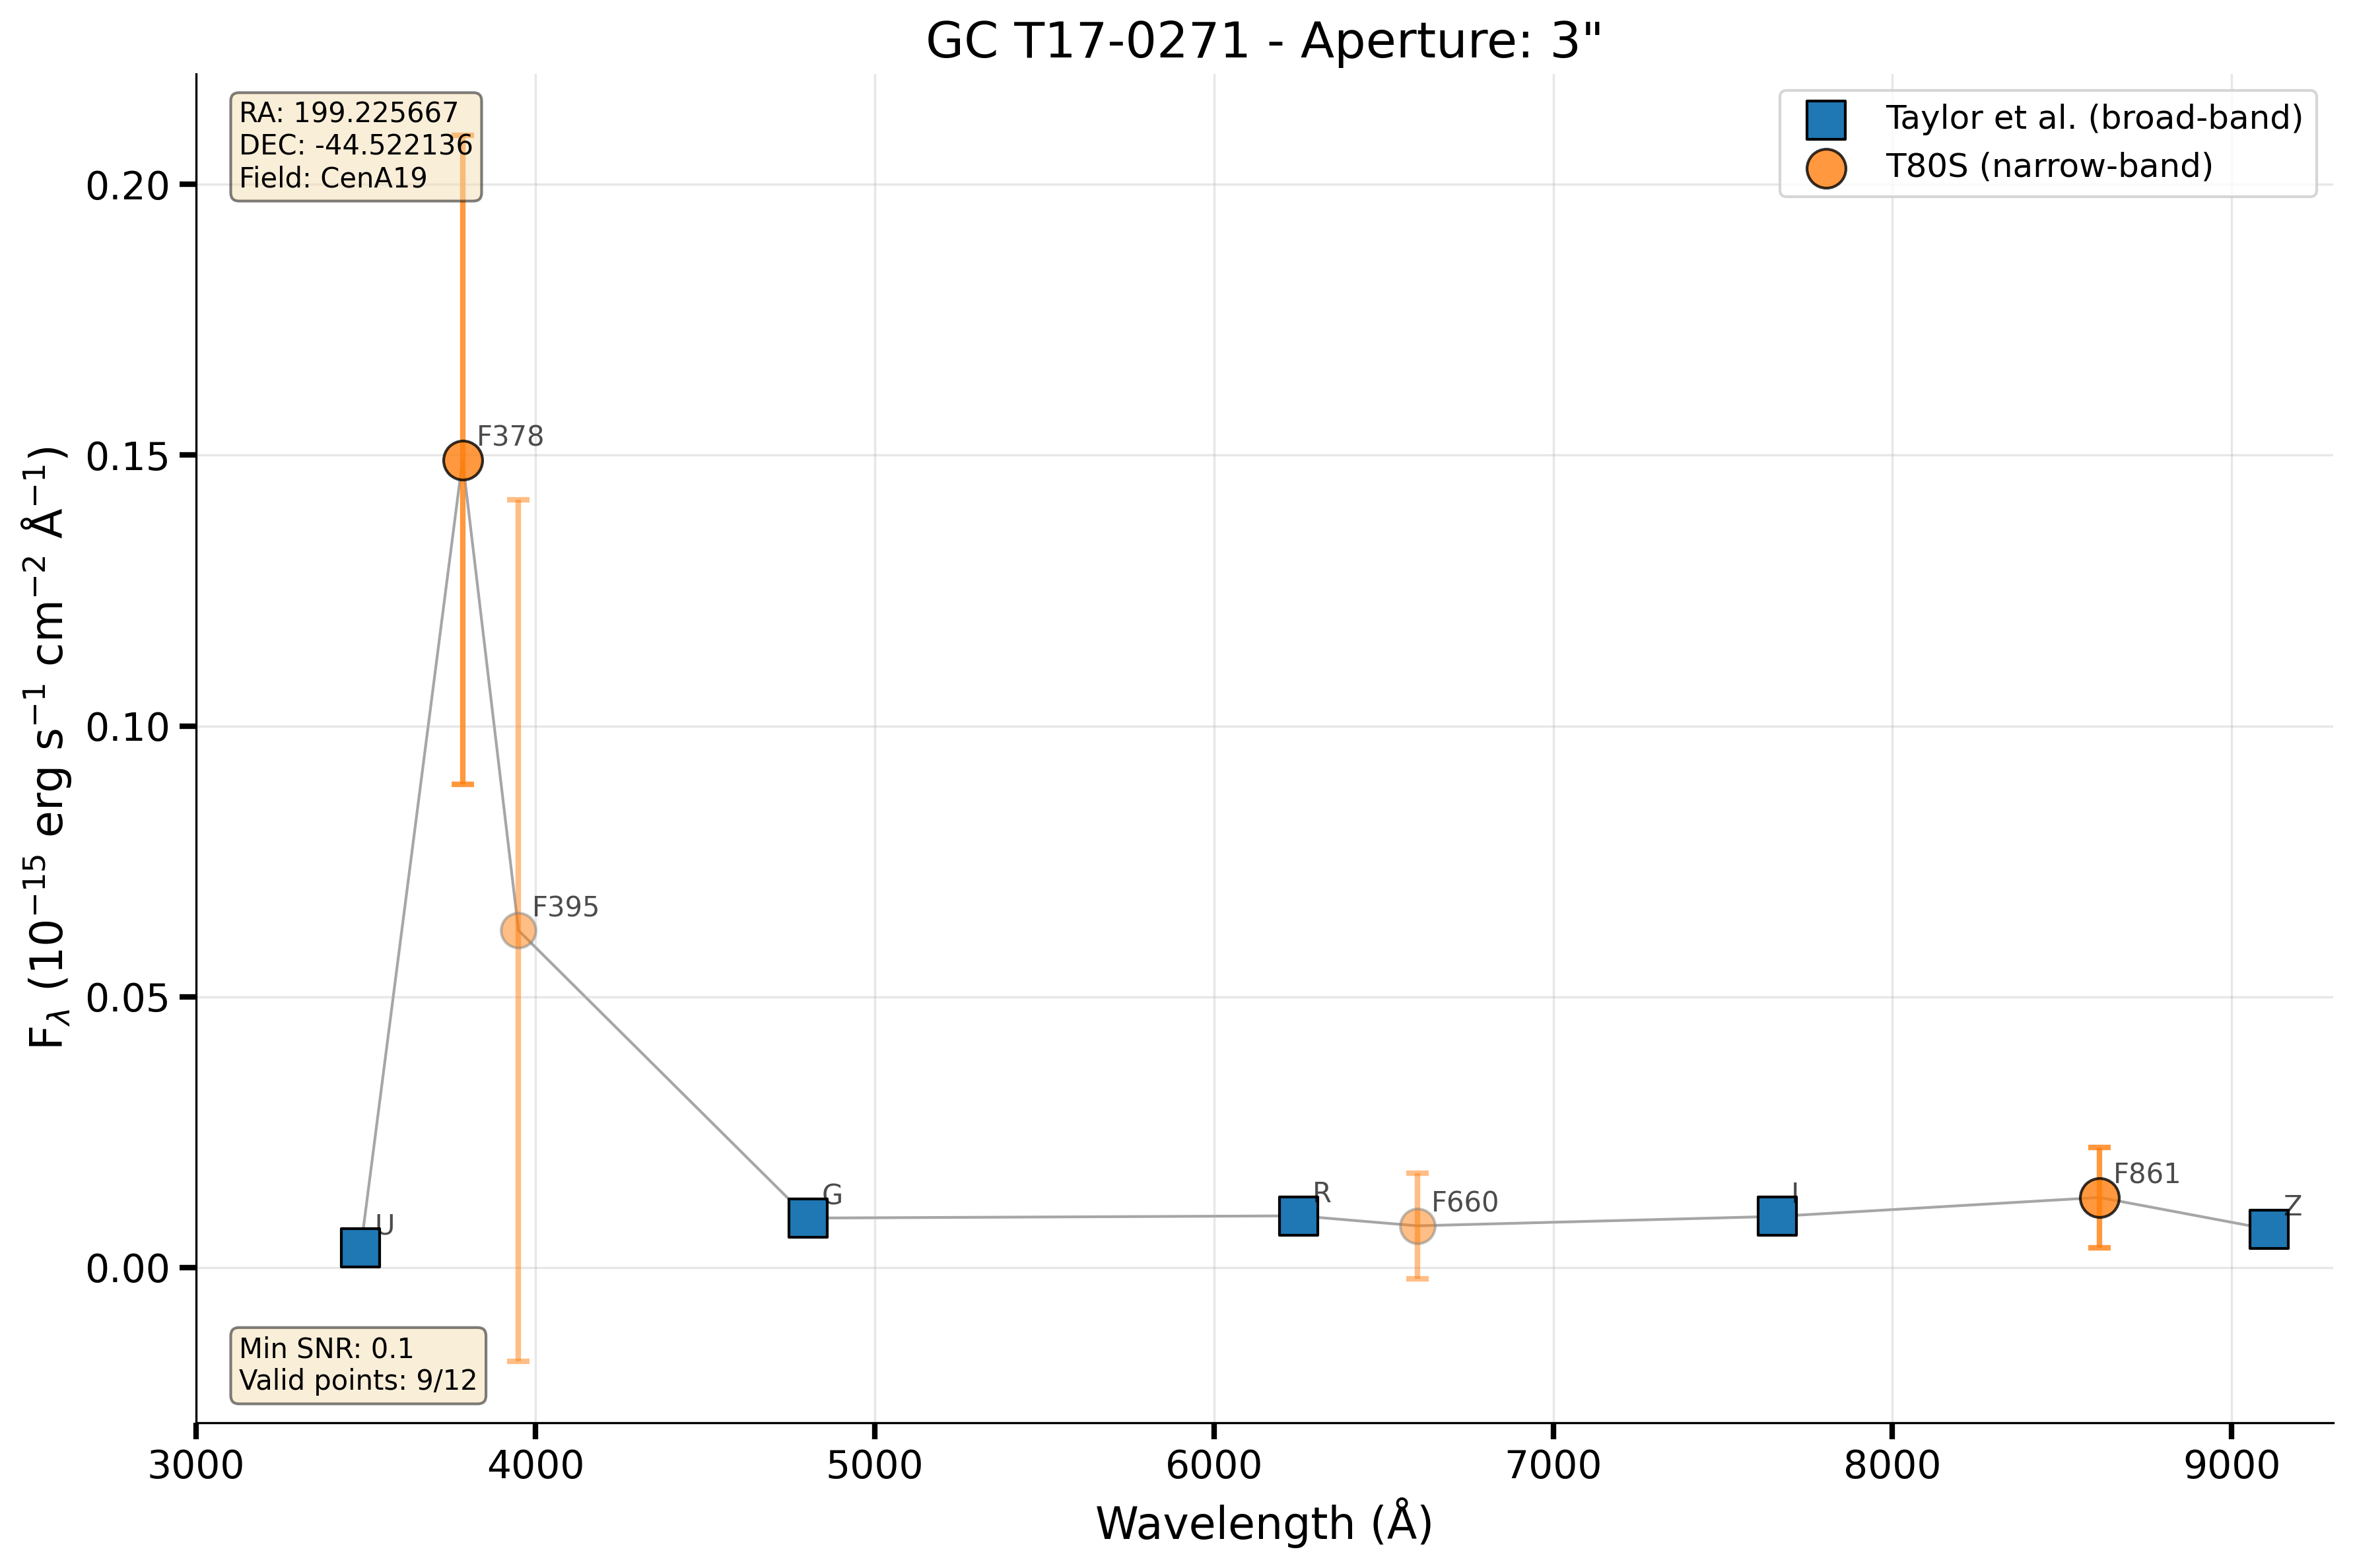 GC T17-0271 - Aperture: 3"
RA: 199.225667
DEC: -44.522136
Field: CenA19
Taylor et al. (broad-band)
T80S (narrow-band)
0.20
0.15
0.10
0.05
0.00
F_λ (10⁻¹⁵ erg s⁻¹ cm⁻² Å⁻¹)
F378
F395
U
G
R
F660
I
F861
Z
Min SNR: 0.1
Valid points: 9/12
3000 4000 5000 6000 7000 8000 9000
Wavelength (Å)